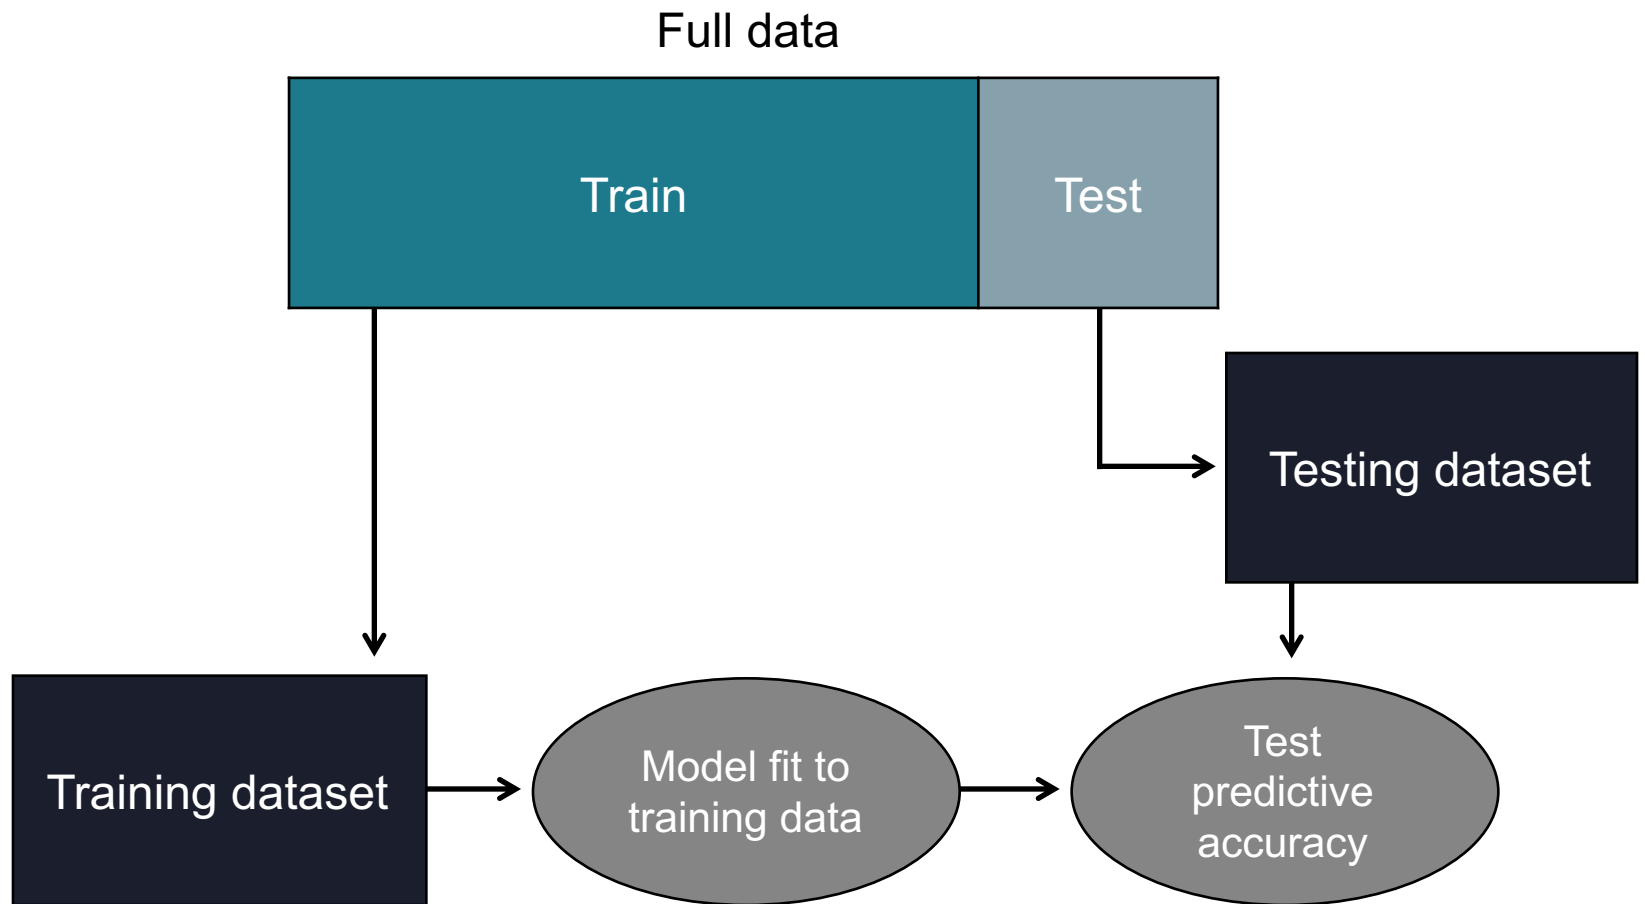 Full data
Train
Test
Testing dataset
Training dataset
Model fit to
training data
Test
predictive
accuracy